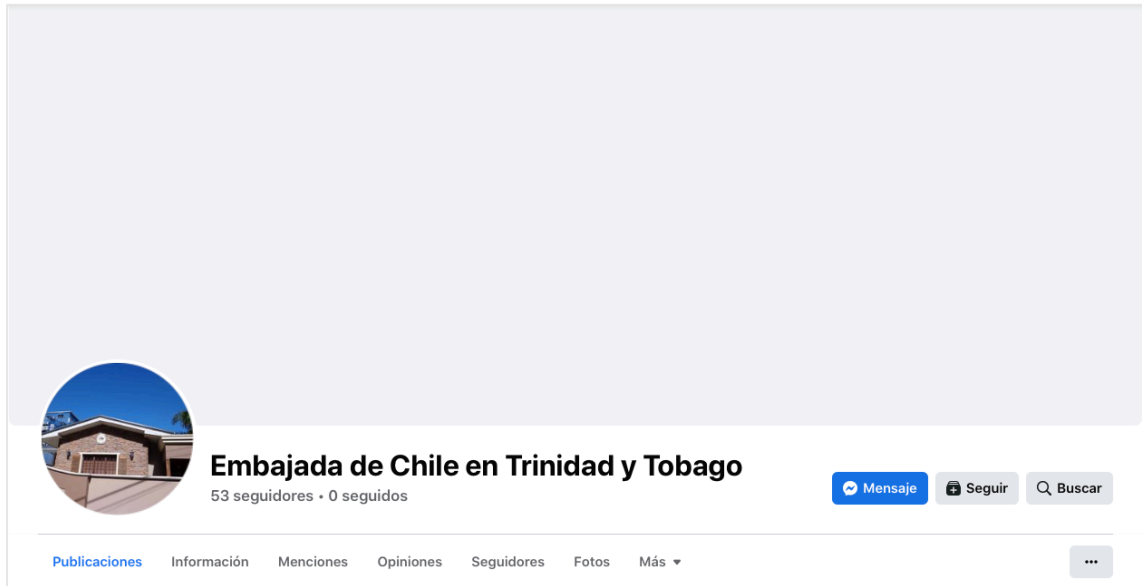 Embajada de Chile en Trinidad y Tobago
53 seguidores • 0 seguidos
Mensaje
Seguir
Buscar
Publicaciones
Información
Menciones
Opiniones
Seguidores
Fotos
Más